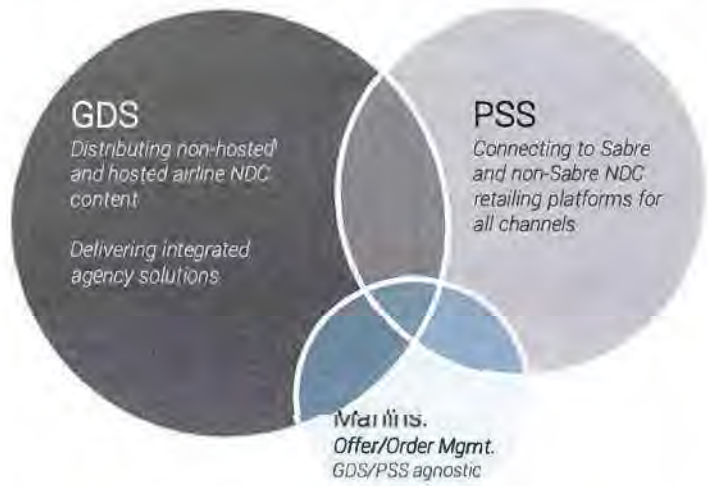 GDS
Distributing non-hosted
and hosted airline NDC
content
Delivering integrated
agency solutions
PSS
Connecting to Sabre
and non-Sabre NDC
retailing platforms for
all channels
Offer/Order Mgmt.
GDS/PSS agnostic